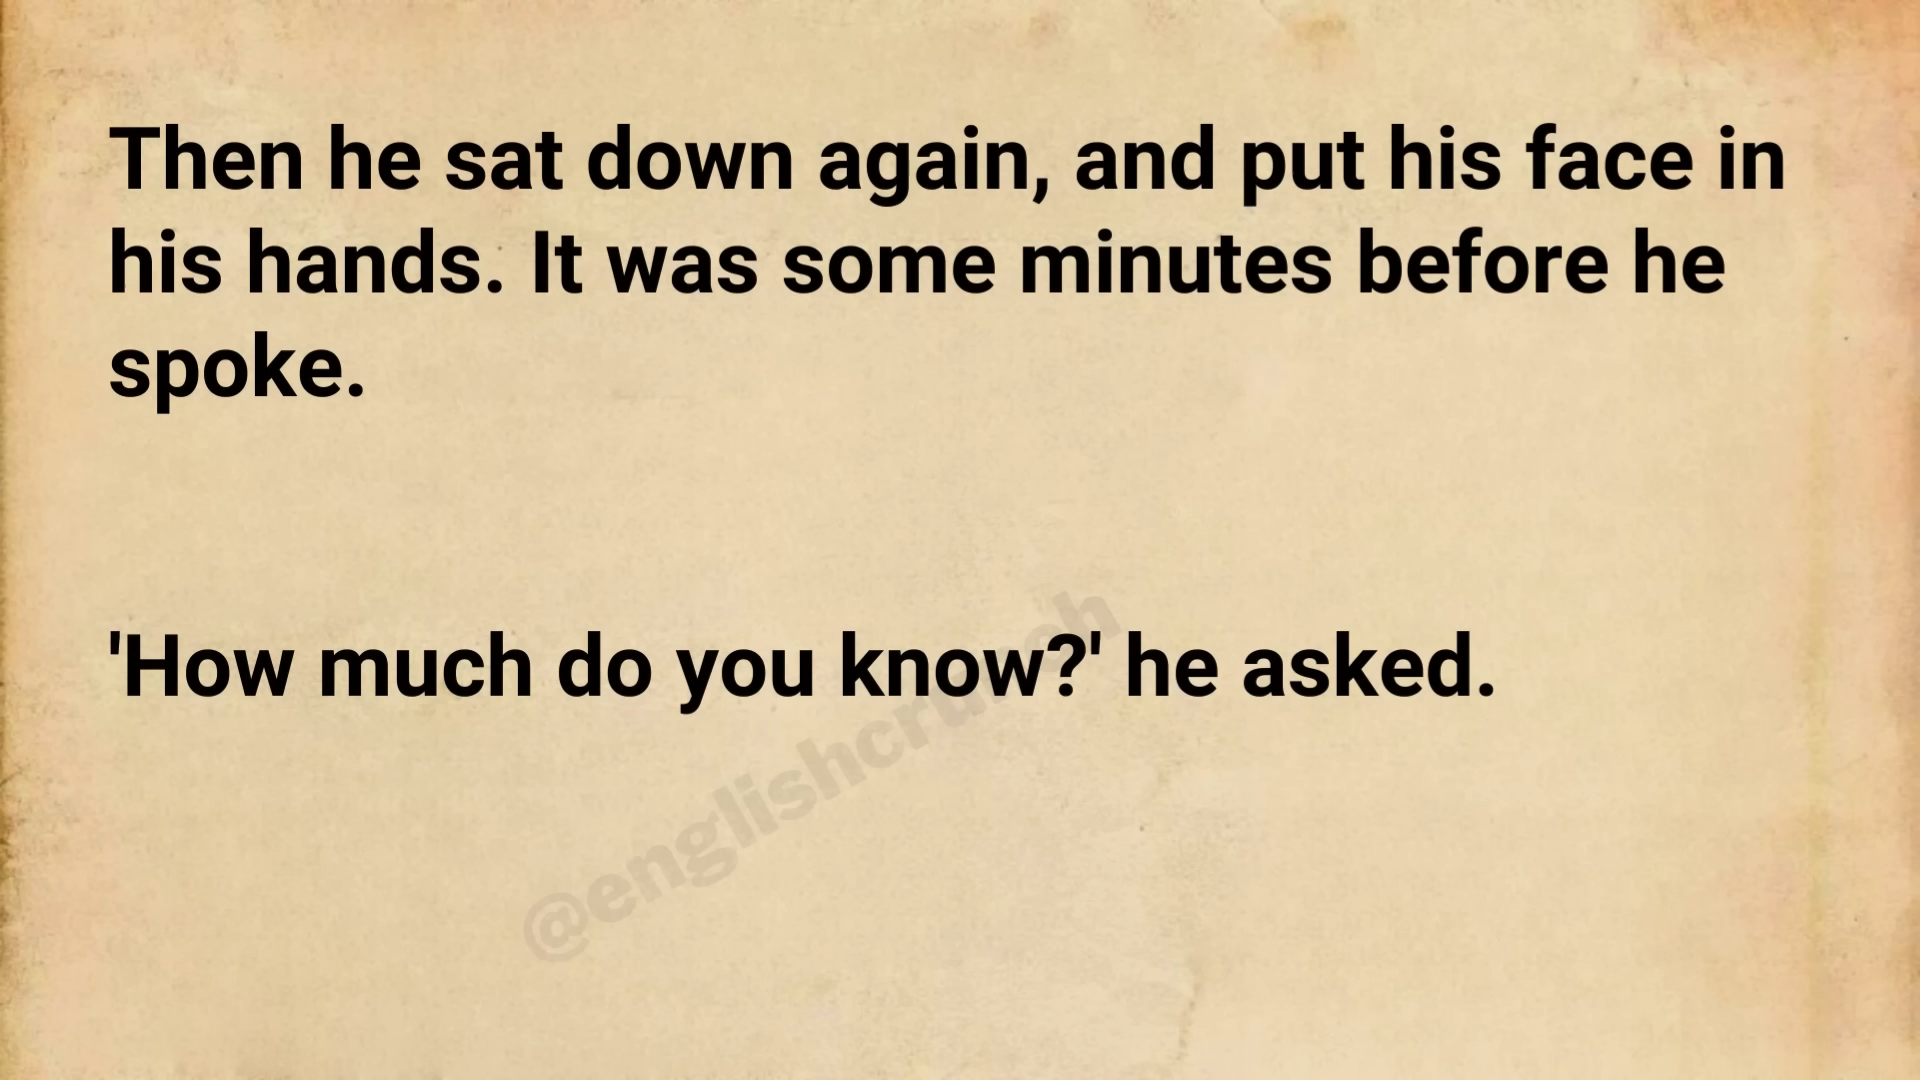 Then he sat down again, and put his face in
his hands. It was some minutes before he
spoke.
'How much do you know?' he asked.
@englishcrunch